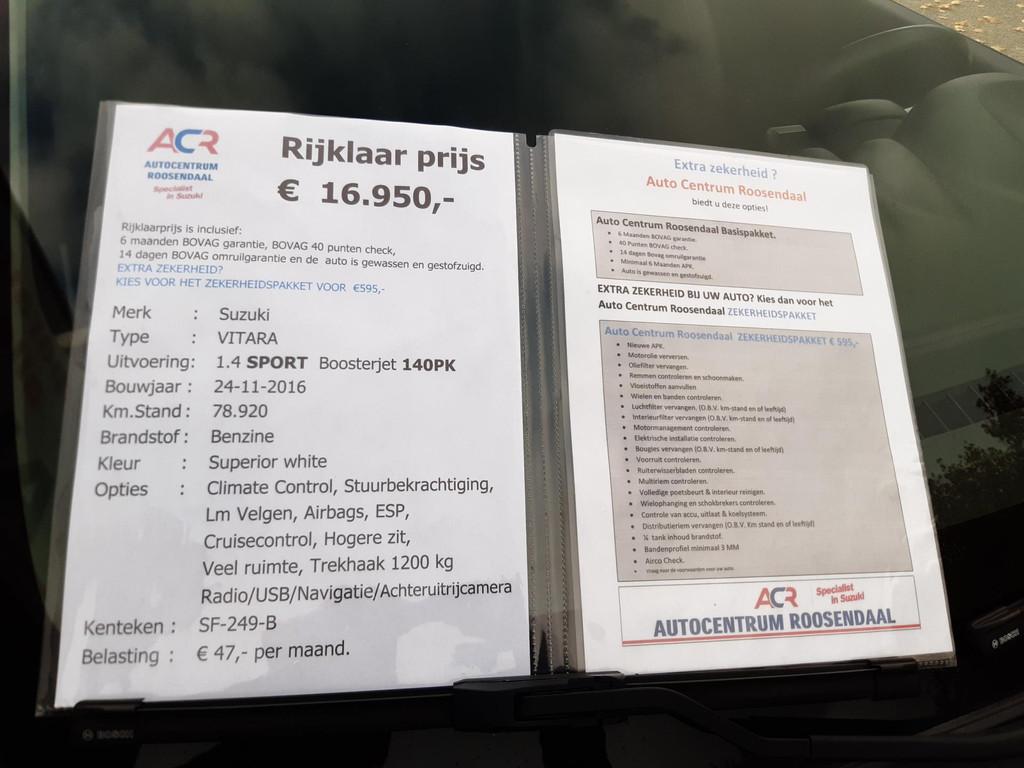 ACR
AUTOCENTRUM
ROOSENDAAL
Specialist
in Suzuki
Rijklaar prijs
€ 16.950,-
Rijklaarprijs is inclusief:
6 maanden BOVAG garantie, BOVAG 40 punten check,
14 dagen BOVAG omruilgarantie en de auto is gewassen en gestofzuigd.
EXTRA ZEKERHEID?
KIES VOOR HET ZEKERHEIDSPAKKET VOOR €595,-
Merk : Suzuki
Type : VITARA
Uitvoering: 1.4 SPORT Boosterjet 140PK
Bouwjaar : 24-11-2016
Km.Stand : 78.920
Brandstof : Benzine
Kleur : Superior white
Opties : Climate Control, Stuurbekrachtiging,
Lm Velgen, Airbags, ESP,
Cruisecontrol, Hogere zit,
Veel ruimte, Trekhaak 1200 kg
Radio/USB/Navigatie/Achteruitrijcamera
Kenteken : SF-249-B
Belasting : € 47,- per maand.
Extra zekerheid ?
Auto Centrum Roosendaal
biedt u deze opties!
Auto Centrum Roosendaal Basispakket.
• 6 Maanden BOVAG garantie.
• 40 Punten BOVAG check.
• 14 dagen Bovag omruilgarantie
• Minimaal 6 Maanden APK.
• Auto is gewassen en gestofzuigd.
EXTRA ZEKERHEID BIJ UW AUTO? Kies dan voor het
Auto Centrum Roosendaal ZEKERHEIDSPAKKET
Auto Centrum Roosendaal ZEKERHEIDSPAKKET € 595,-
• Nieuwe APK.
• Motorolie verversen.
• Oliefilter vervangen.
• Remmen controleren en schoonmaken.
• Vloeistoffen aanvullen
• Wielen en banden controleren.
• Luchtfilter vervangen. (O.B.V. km-stand en of leeftijd)
• Interieurfilter vervangen (O.B.V. km-stand en of leeftijd)
• Motormanagement controleren.
• Elektrische installatie controleren.
• Bougies vervangen (O.B.V. km-stand en of leeftijd)
• Voorruit controleren.
• Ruiterwisserbladen controleren.
• Multiriem controleren.
• Volledige poetsbeurt & interieur reinigen.
• Wielophanging en schokbrekers controleren.
• Controle van accu, uitlaat & koelsysteem.
• Distributieriem vervangen (O.B.V. Km stand en of leeftijd)
• ¼ tank inhoud brandstof.
• Bandenprofiel minimaal 3 MM
• Airco Check.
• Vraag naar de voorwaarden voor uw auto.
ACR Specialist
in Suzuki
AUTOCENTRUM ROOSENDAAL
BOSCH
BOSCH